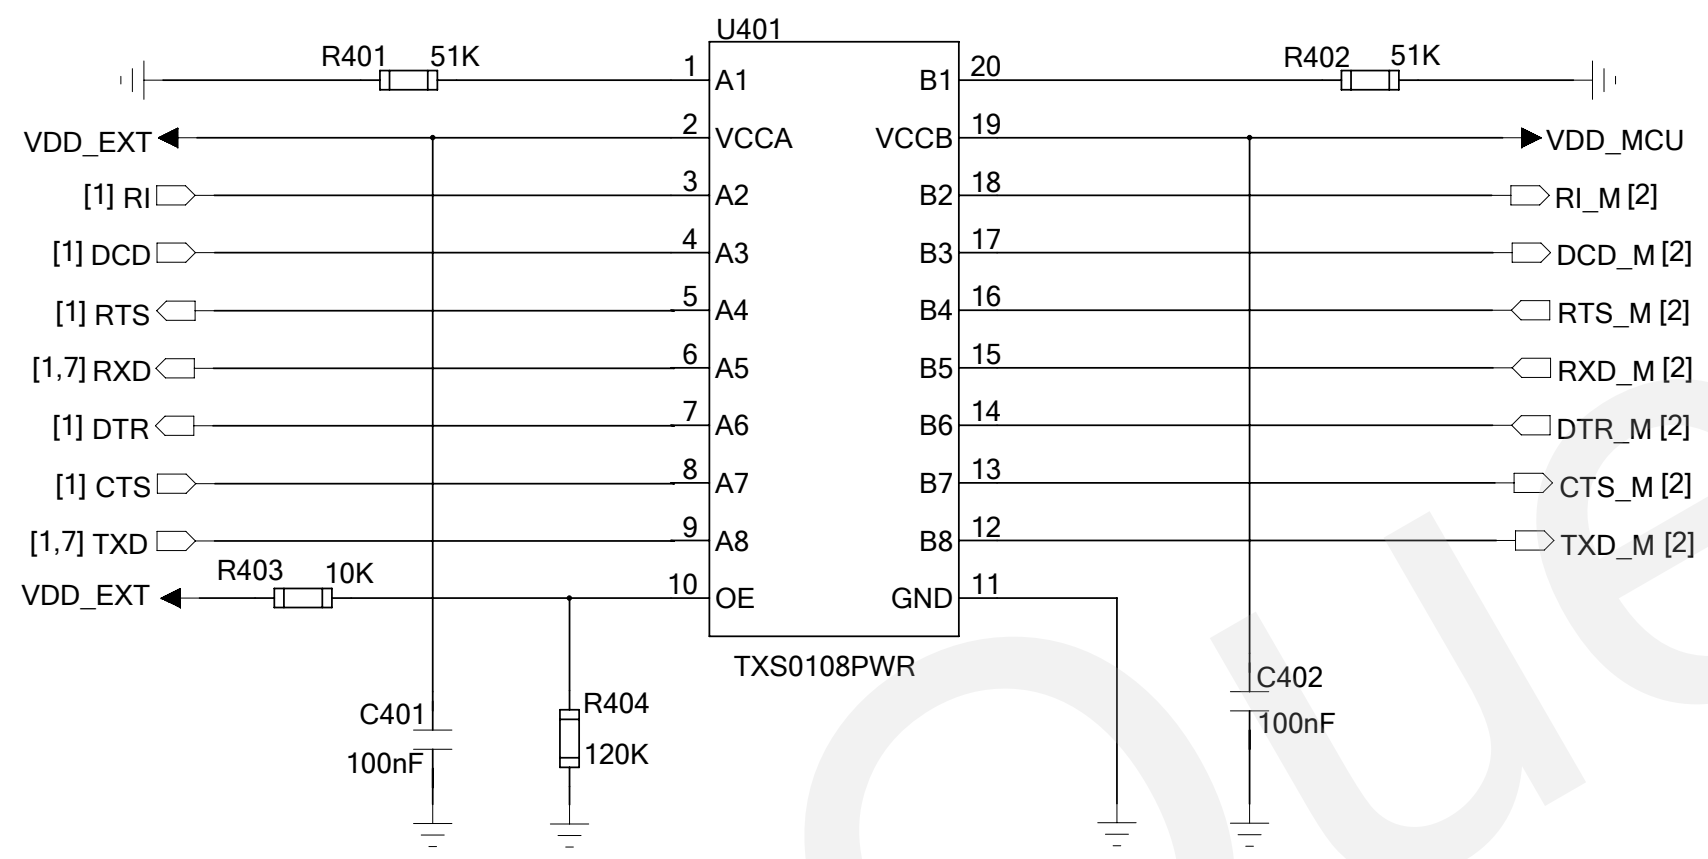 U401
R401 51K 1 A1 B1 20 R402 51K
VDD_EXT 2 VCCA VCCB 19 VDD_MCU
[1] RI 3 A2 B2 18 RI_M [2]
[1] DCD 4 A3 B3 17 DCD_M [2]
[1] RTS 5 A4 B4 16 RTS_M [2]
[1,7] RXD 6 A5 B5 15 RXD_M [2]
[1] DTR 7 A6 B6 14 DTR_M [2]
[1] CTS 8 A7 B7 13 CTS_M [2]
[1,7] TXD 9 A8 B8 12 TXD_M [2]
VDD_EXT R403 10K 10 OE GND 11
TXS0108PWR
C401
100nF
R404
120K
C402
100nF